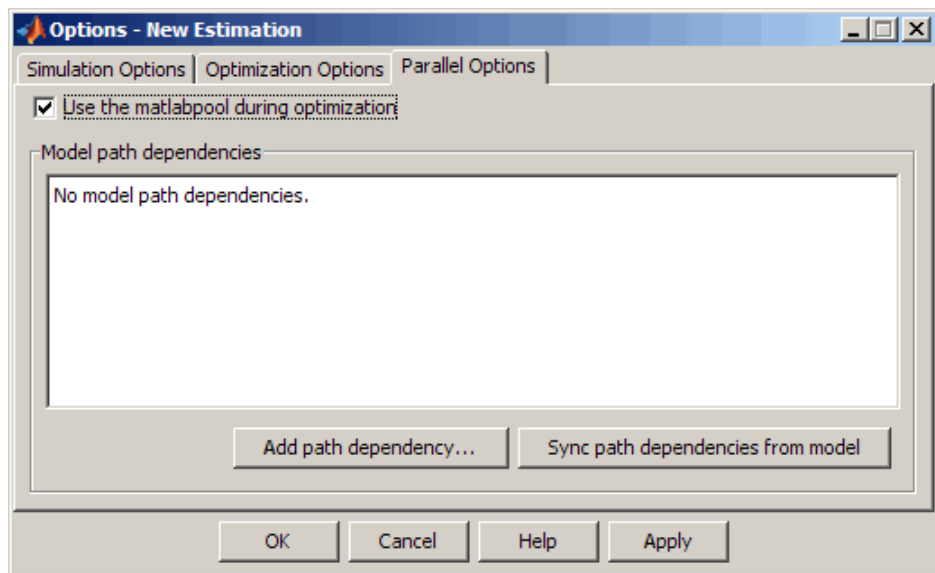 Options - New Estimation
Simulation Options Optimization Options Parallel Options
Use the matlabpool during optimization
Model path dependencies
No model path dependencies.
Add path dependency... Sync path dependencies from model
OK Cancel Help Apply